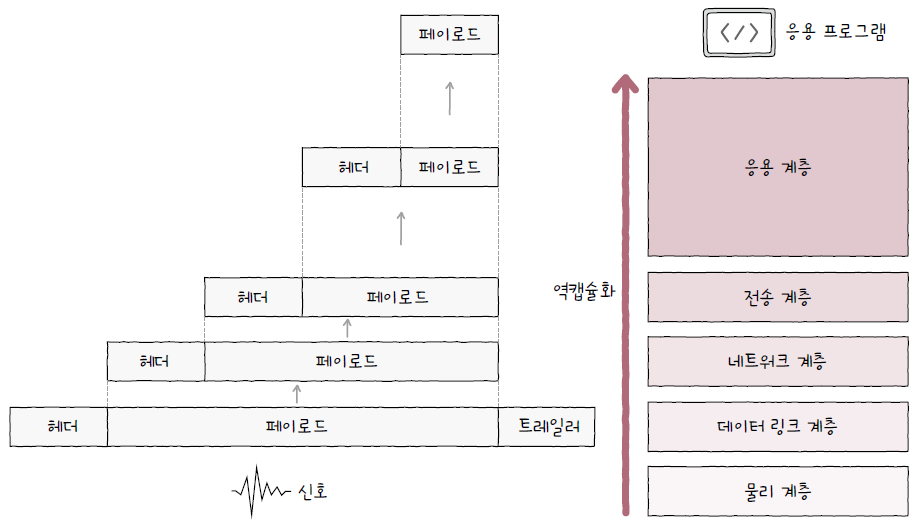 페이로드
응용 프로그램
헤더
페이로드
응용 계층
역캡슐화
헤더
페이로드
전송 계층
헤더
페이로드
네트워크 계층
헤더
페이로드
트레일러
데이터 링크 계층
신호
물리 계층